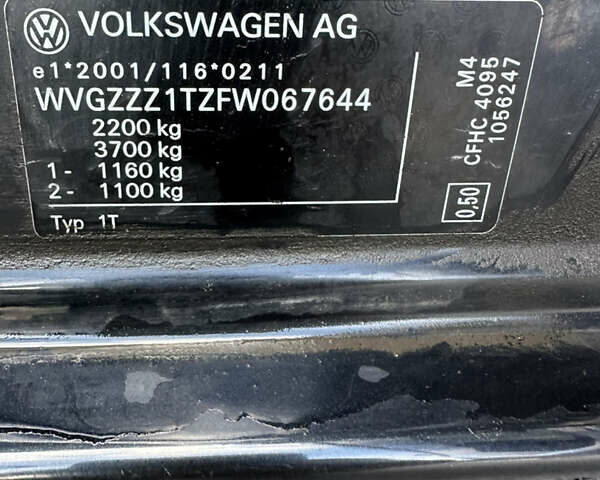 VOLKSWAGEN AG
e1*2001/116*0211
WVGZZZ1TZFW067644
2200 kg
3700 kg
1 - 1160 kg
2 - 1100 kg
Typ 1T
M4
CFHC 4095
1056247
0,50